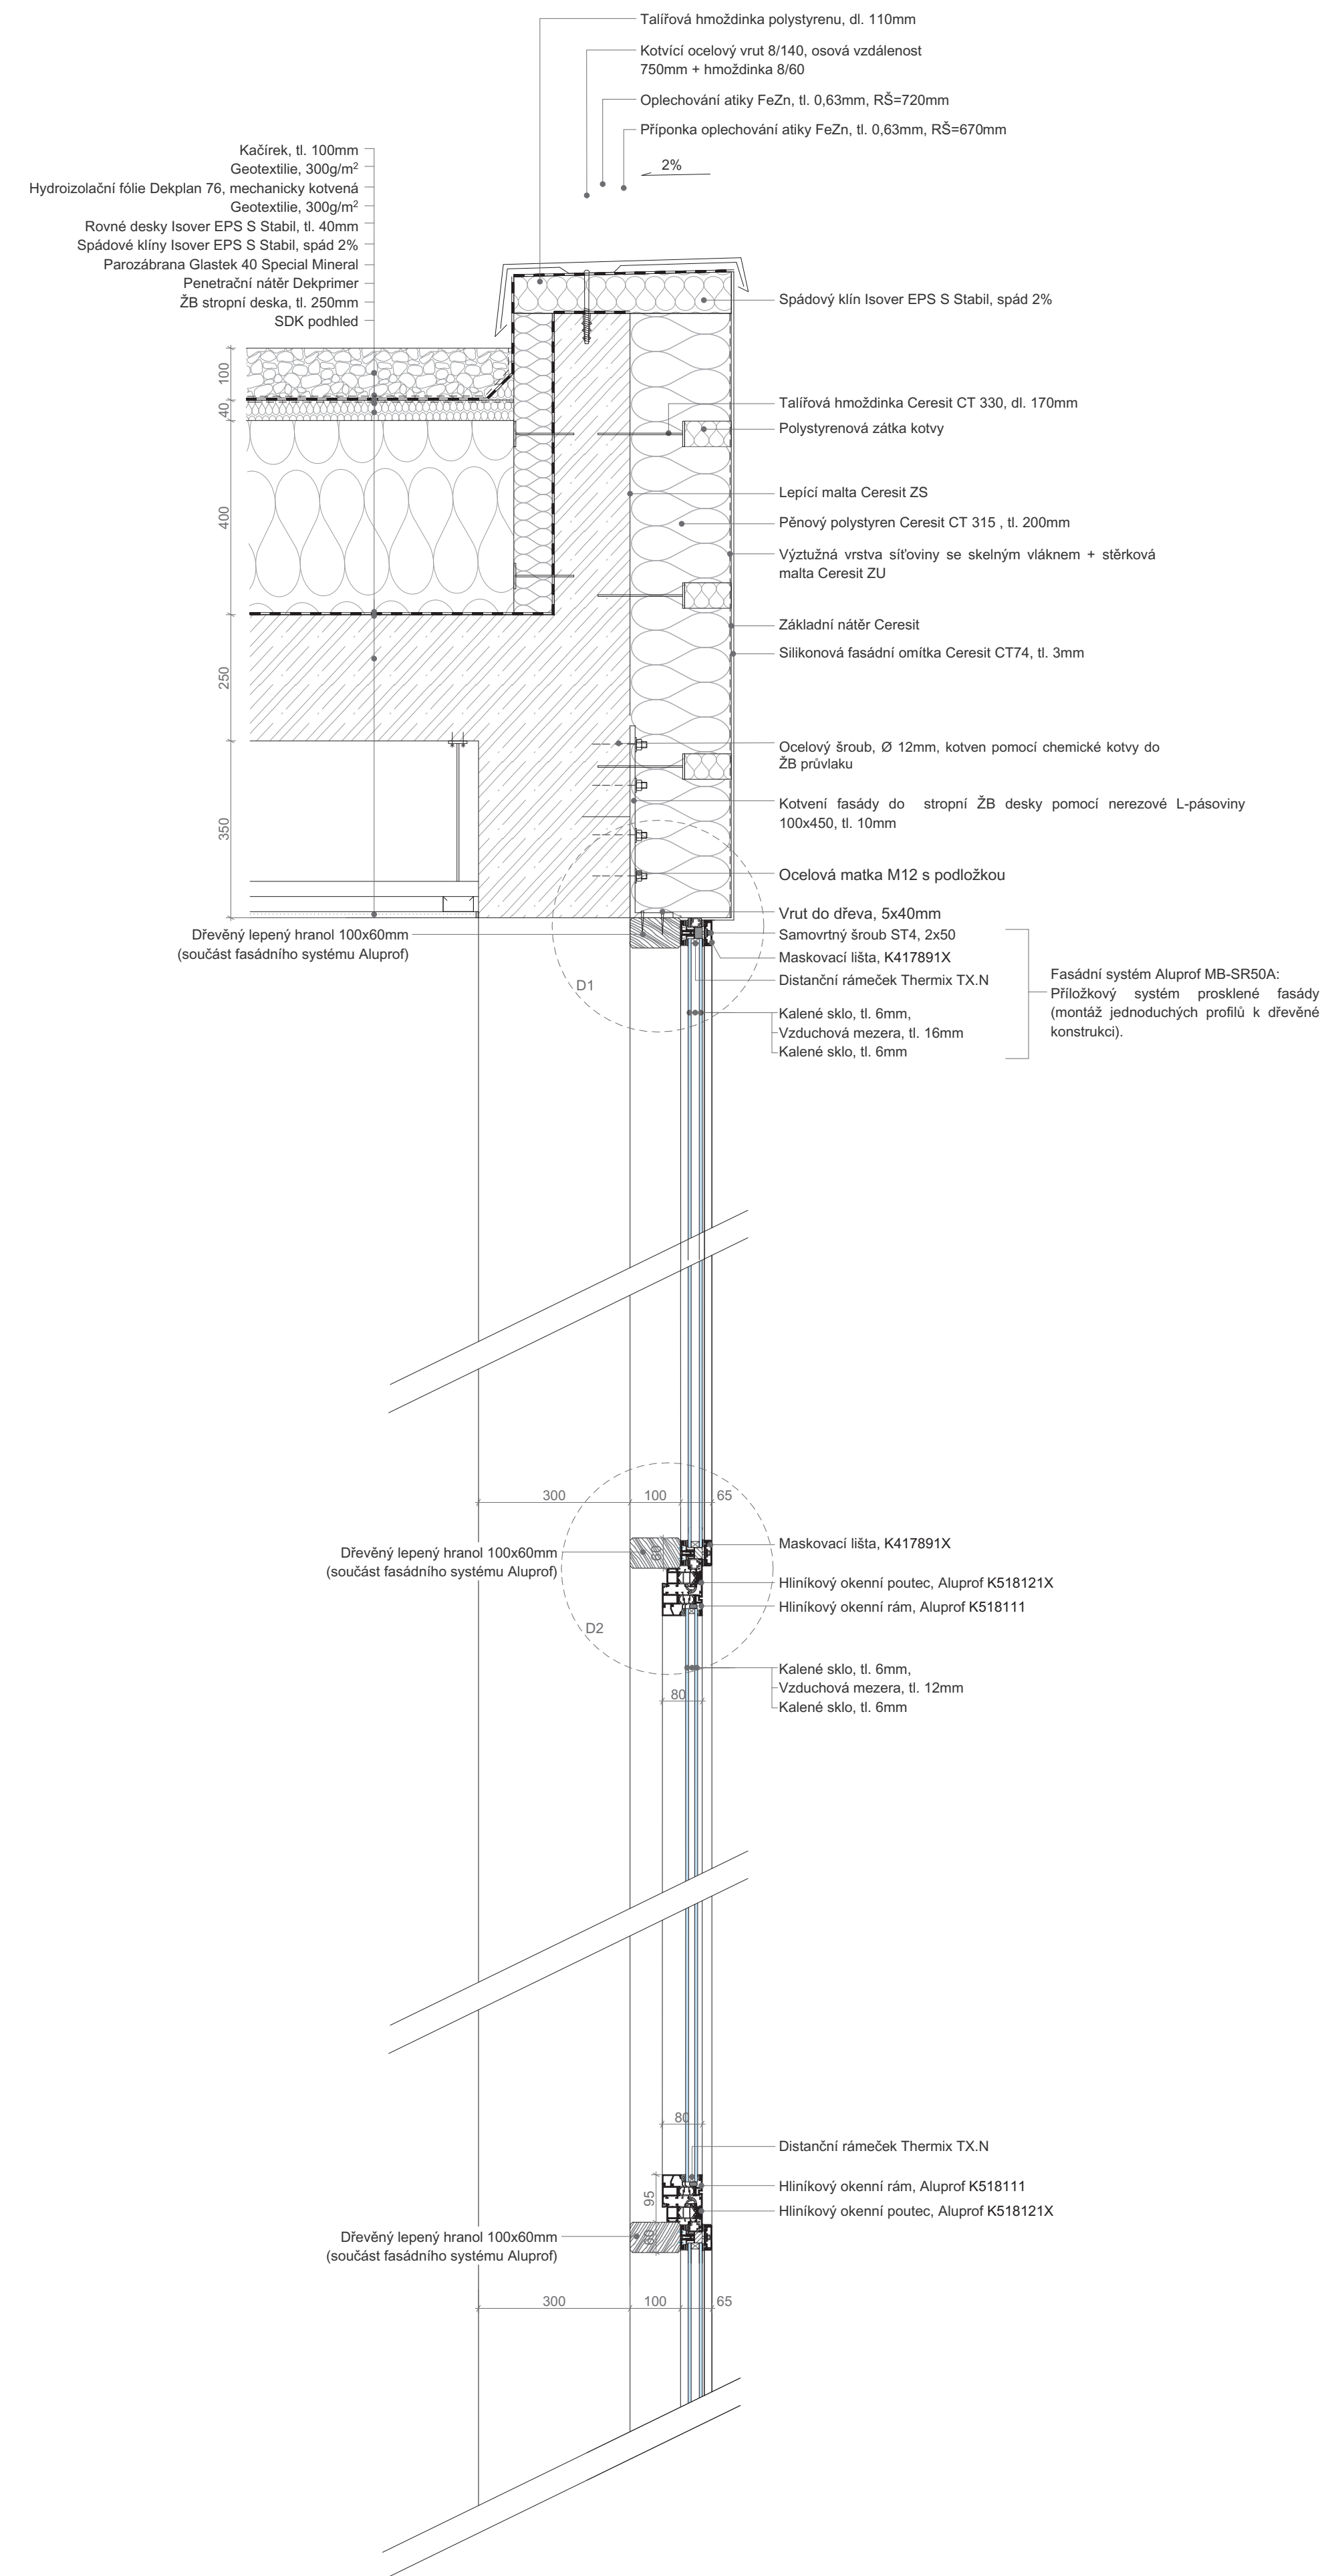 Talířová hmoždinka polystyrenu, dl. 110mm
Kotvící ocelový vrut 8/140, osová vzdálenost
750mm + hmoždinka 8/60
Oplechování atiky FeZn, tl. 0,63mm, RŠ=720mm
Příponka oplechování atiky FeZn, tl. 0,63mm, RŠ=670mm
2%
Kačírek, tl. 100mm
Geotextilie, 300g/m²
Hydroizolační fólie Dekplan 76, mechanicky kotvená
Geotextilie, 300g/m²
Rovné desky Isover EPS S Stabil, tl. 40mm
Spádové klíny Isover EPS S Stabil, spád 2%
Parozábrana Glastek 40 Special Mineral
Penetrační nátěr Dekprimer
ŽB stropní deska, tl. 250mm
SDK podhled
Spádový klín Isover EPS S Stabil, spád 2%
100
40
400
250
350
Talířová hmoždinka Ceresit CT 330, dl. 170mm
Polystyrenová zátka kotvy
Lepící malta Ceresit ZS
Pěnový polystyren Ceresit CT 315 , tl. 200mm
Výztužná vrstva síťoviny se skelným vláknem + stěrková
malta Ceresit ZU
Základní nátěr Ceresit
Silikonová fasádní omítka Ceresit CT74, tl. 3mm
Ocelový šroub, Ø 12mm, kotven pomocí chemické kotvy do
ŽB průvlaku
Kotvení fasády do stropní ŽB desky pomocí nerezové L-pásoviny
100x450, tl. 10mm
Ocelová matka M12 s podložkou
Vrut do dřeva, 5x40mm
Samovrtný šroub ST4, 2x50
Maskovací lišta, K417891X
Distanční rámeček Thermix TX.N
Kalené sklo, tl. 6mm,
Vzduchová mezera, tl. 16mm
Kalené sklo, tl. 6mm
Fasádní systém Aluprof MB-SR50A:
Příložkový systém prosklené fasády
(montáž jednoduchých profilů k dřevěné
konstrukci).
Dřevěný lepený hranol 100x60mm
(součást fasádního systému Aluprof)
D1
300
100
65
Dřevěný lepený hranol 100x60mm
(součást fasádního systému Aluprof)
60
D2
Maskovací lišta, K417891X
Hliníkový okenní poutec, Aluprof K518121X
Hliníkový okenní rám, Aluprof K518111
Kalené sklo, tl. 6mm,
Vzduchová mezera, tl. 12mm
Kalené sklo, tl. 6mm
80
80
Distanční rámeček Thermix TX.N
Hliníkový okenní rám, Aluprof K518111
Hliníkový okenní poutec, Aluprof K518121X
95
60
Dřevěný lepený hranol 100x60mm
(součást fasádního systému Aluprof)
300
100
65